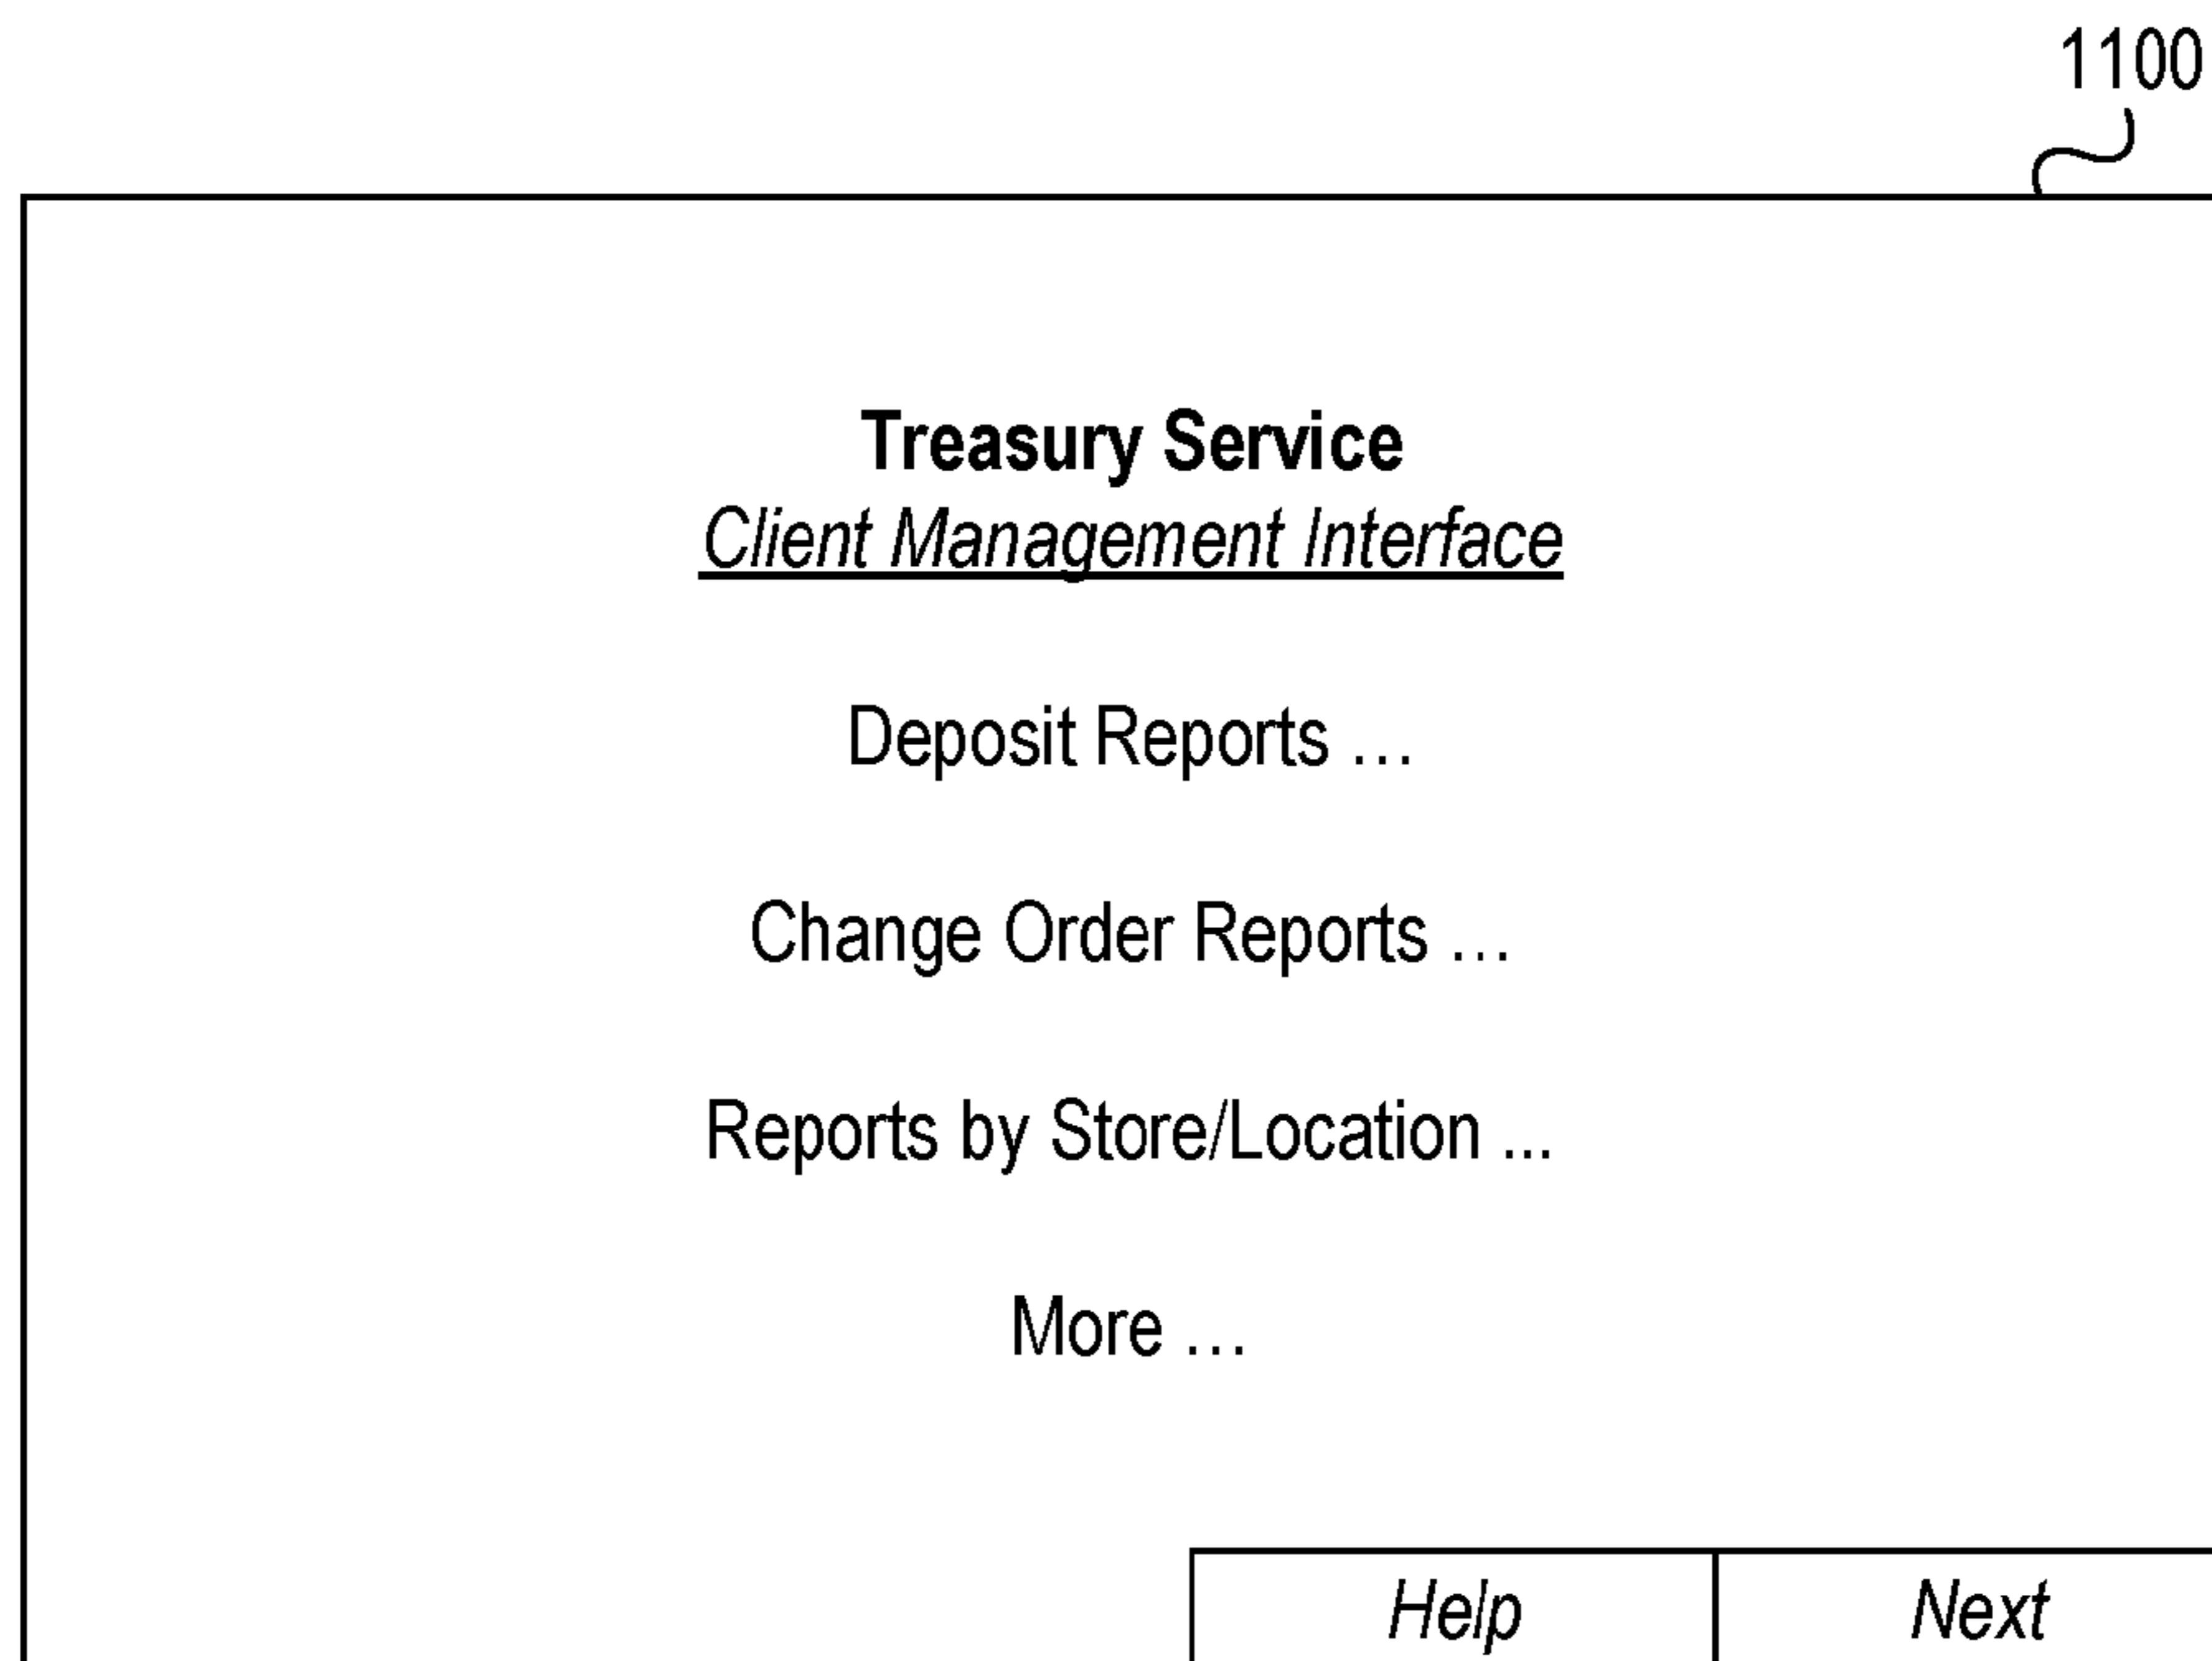 1100
Treasury Service
Client Management Interface
Deposit Reports …
Change Order Reports …
Reports by Store/Location ...
More …
Help Next